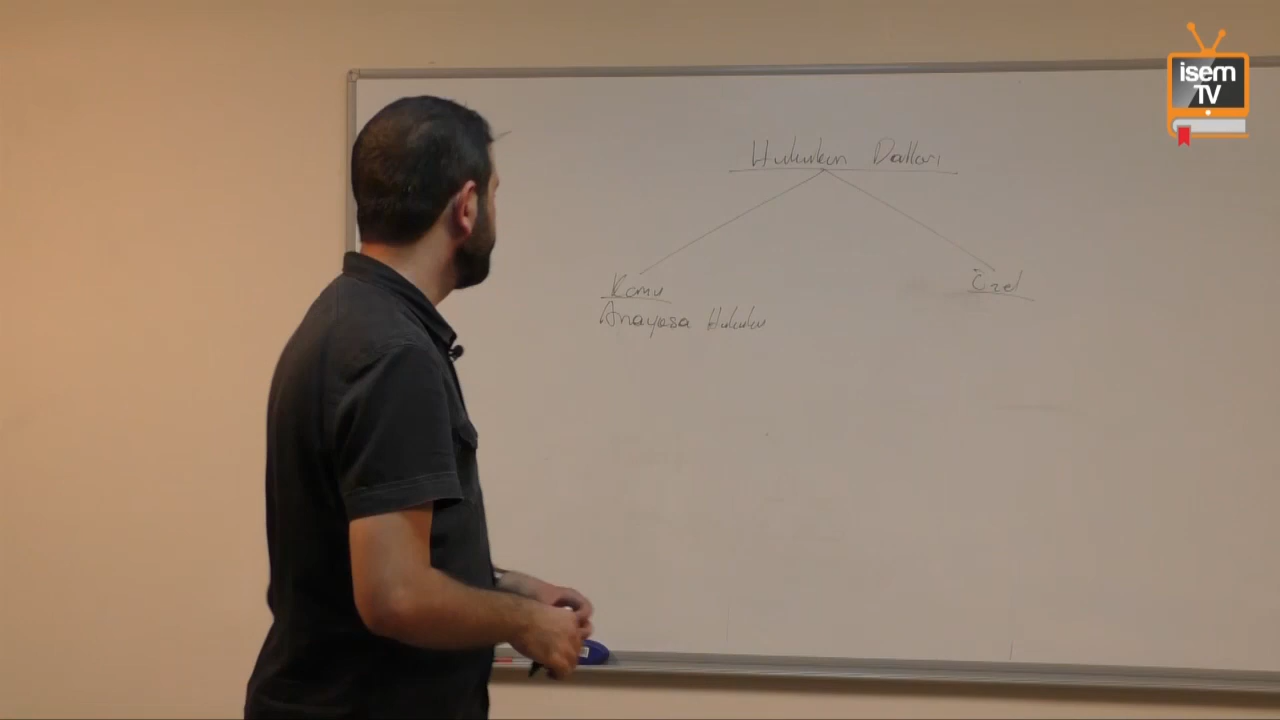 isem
TV
Hukukun Dalları
Kamu
Özel
Anayasa Hukuku